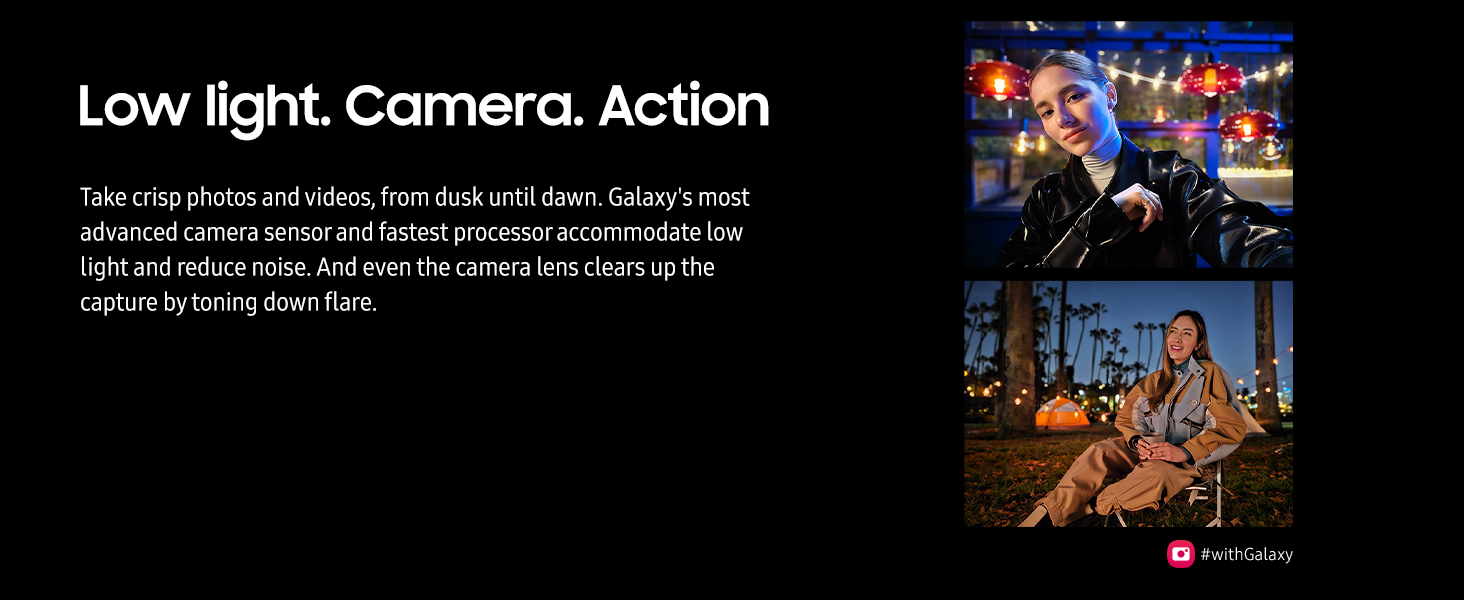 Low light. Camera. Action
Take crisp photos and videos, from dusk until dawn. Galaxy's most
advanced camera sensor and fastest processor accommodate low
light and reduce noise. And even the camera lens clears up the
capture by toning down flare.
#withGalaxy